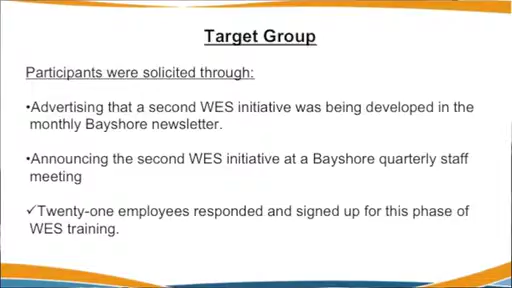 Target Group
Participants were solicited through:
•Advertising that a second WES initiative was being developed in the
monthly Bayshore newsletter.
•Announcing the second WES initiative at a Bayshore quarterly staff
meeting
✓Twenty-one employees responded and signed up for this phase of
WES training.